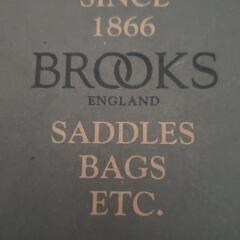 SINCE
1866
BROOKS
ENGLAND
SADDLES
BAGS
ETC.